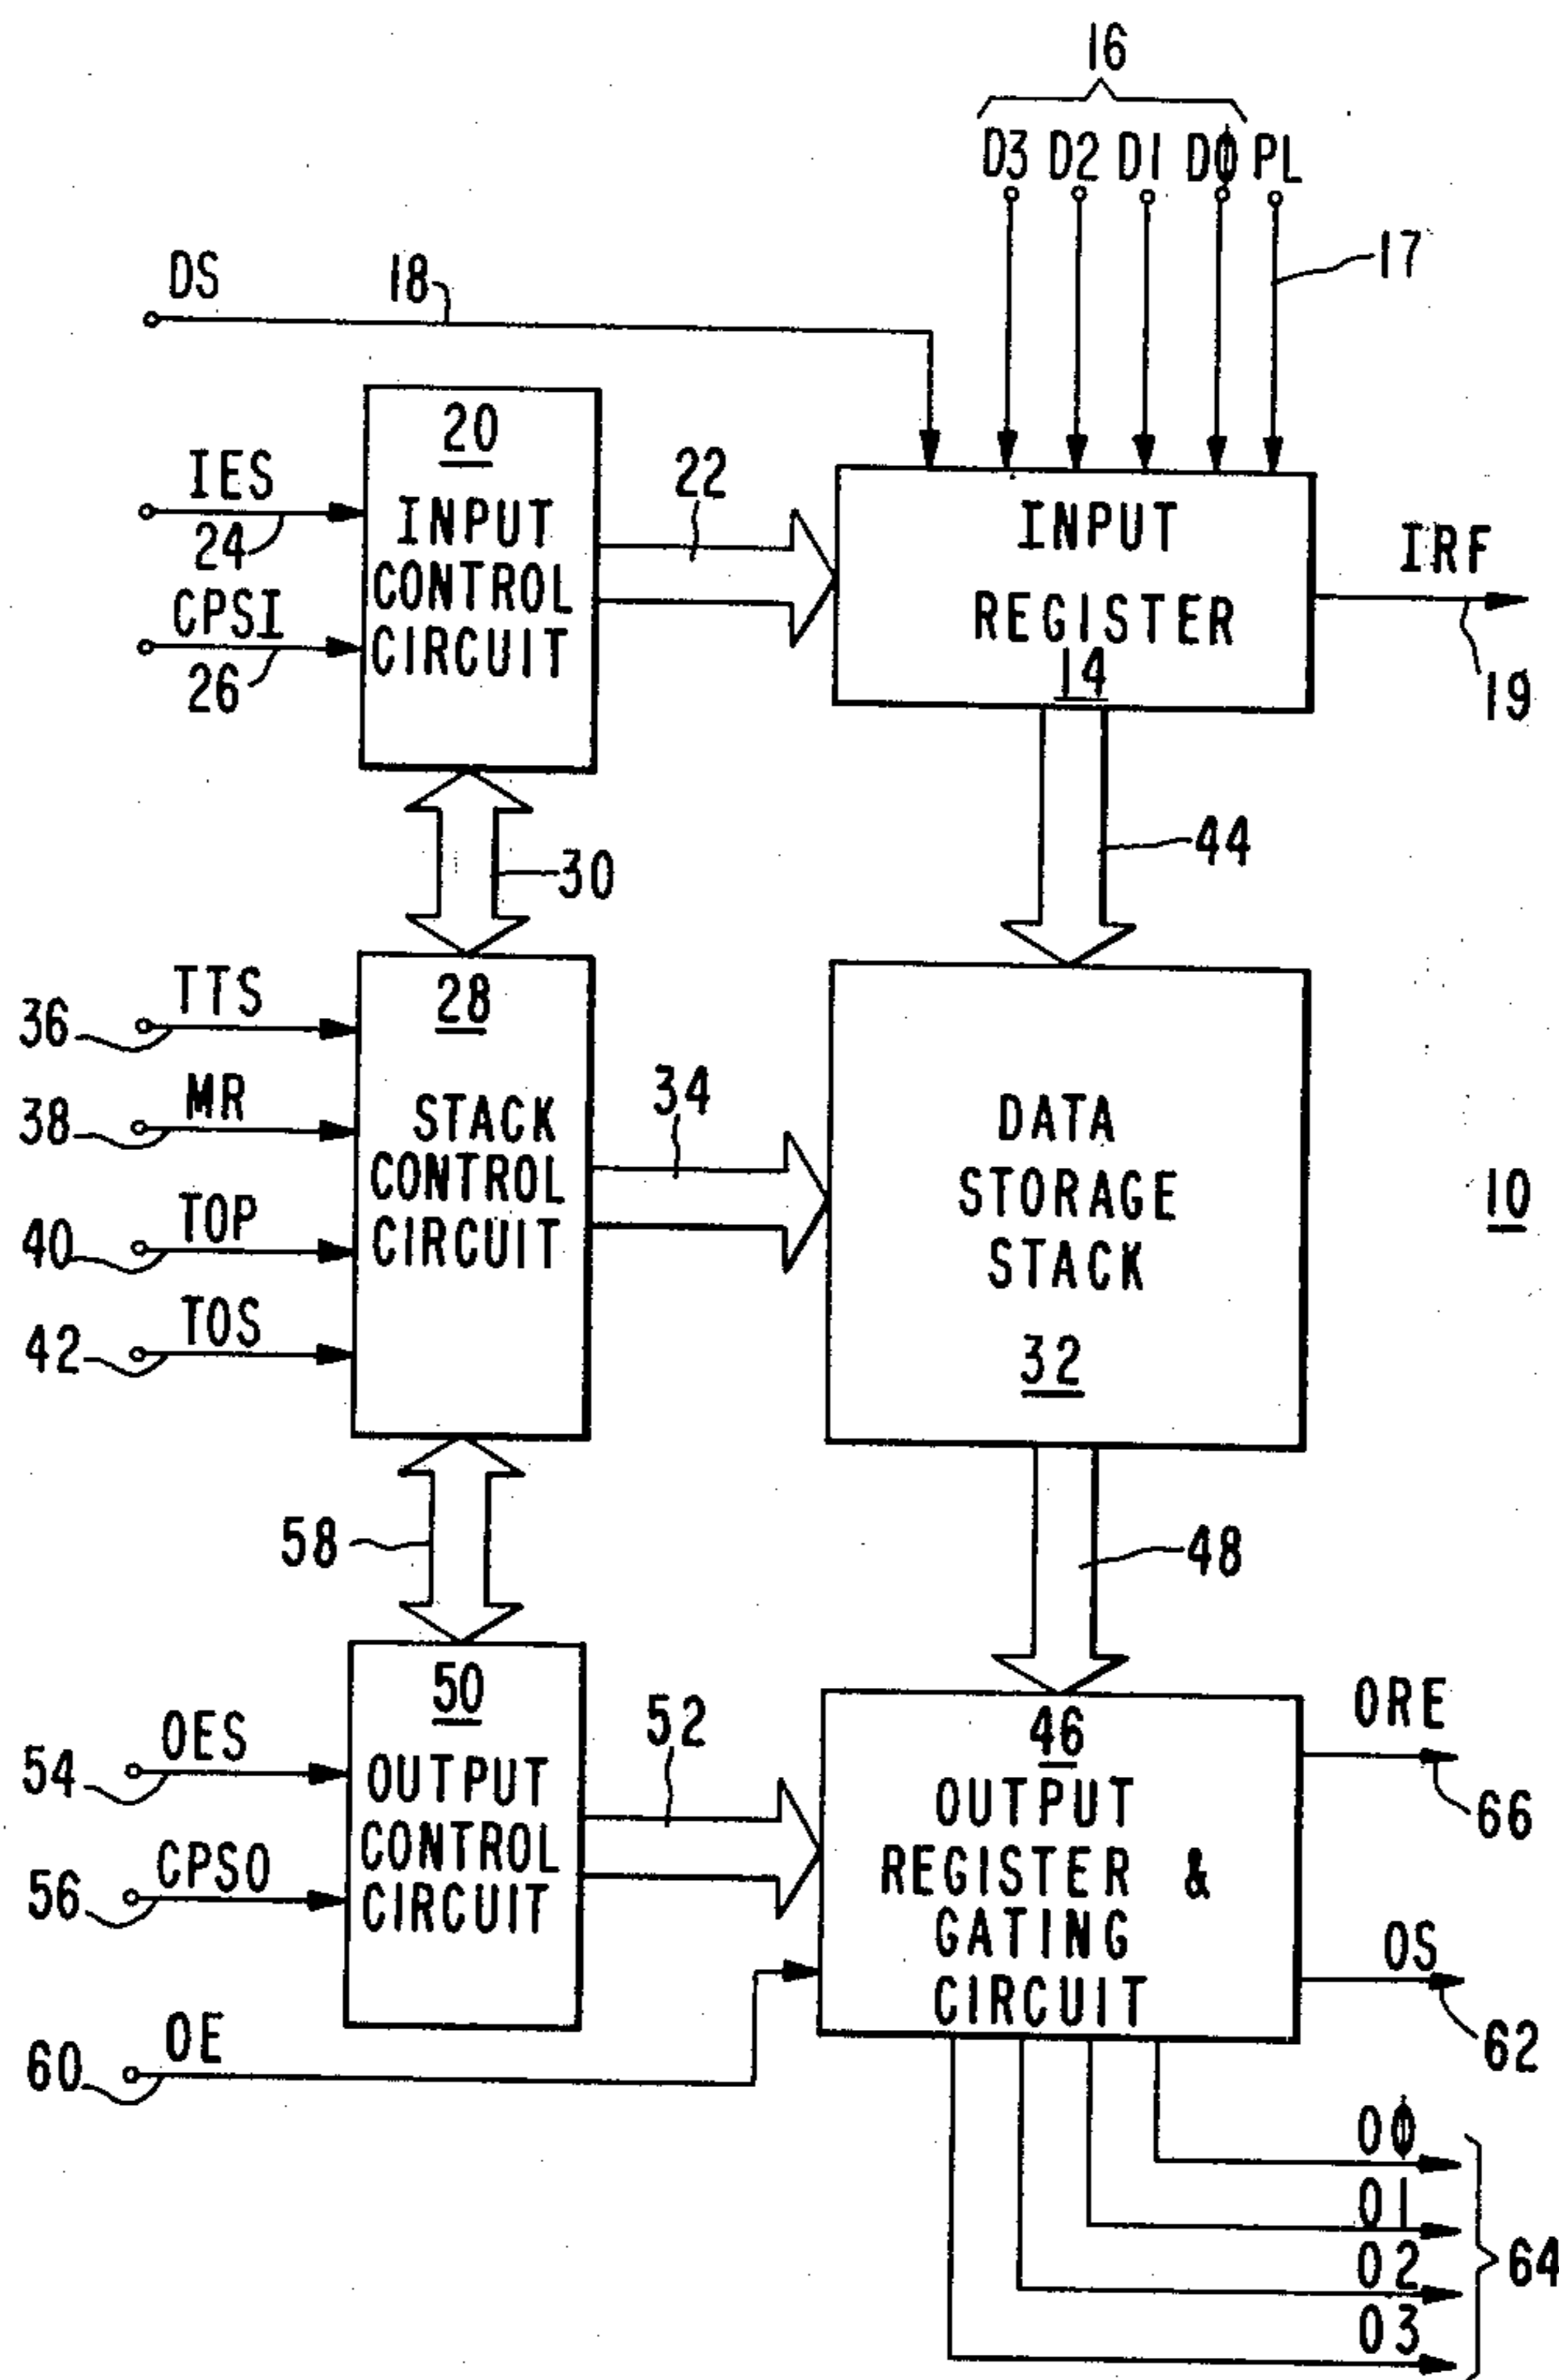 16
D3 D2 D1 D0 PL
17
DS
18
20
INPUT
CONTROL
CIRCUIT
IES
24
CPSI
26
22
INPUT
REGISTER
14
IRF
19
30
44
TTS
36
MR
38
TOP
40
TOS
42
28
STACK
CONTROL
CIRCUIT
34
DATA
STORAGE
STACK
32
10
58
48
50
OUTPUT
CONTROL
CIRCUIT
OES
54
CPSO
56
OE
60
52
46
OUTPUT
REGISTER &
GATING
CIRCUIT
ORE
66
OS
62
O0
O1
O2
O3
64